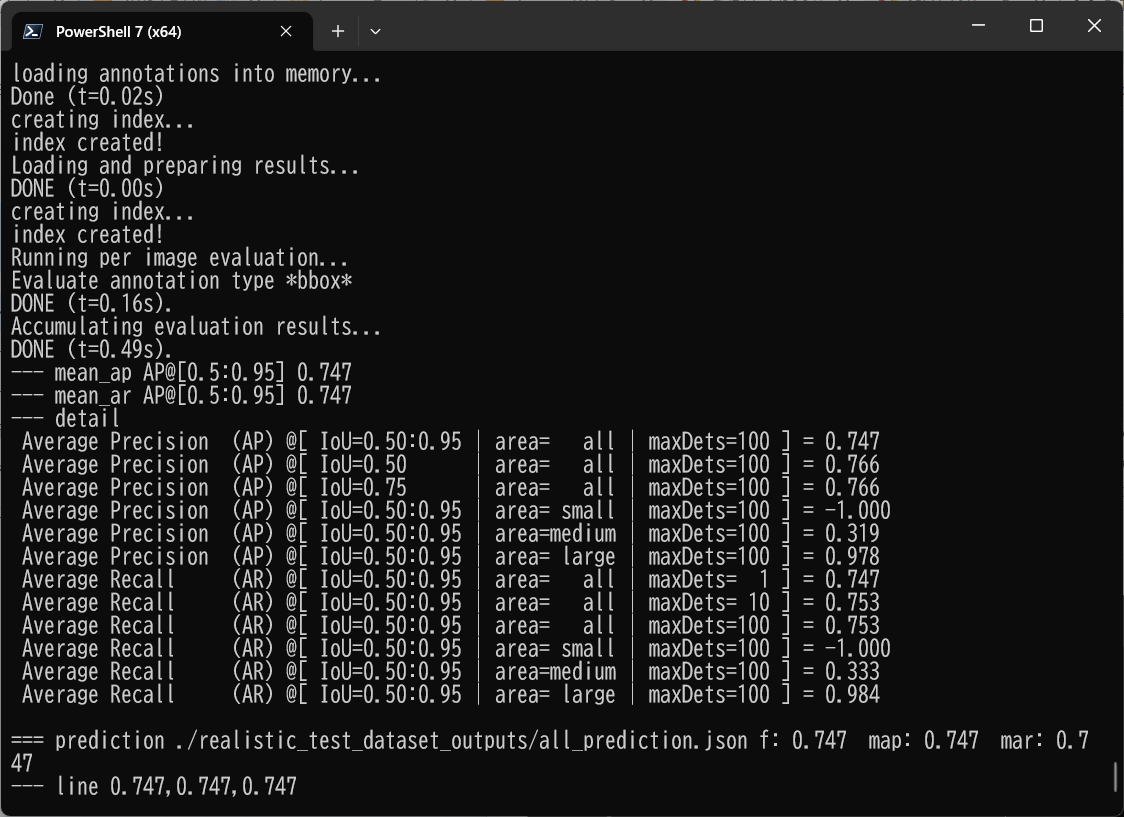 PowerShell 7 (x64)
loading annotations into memory...
Done (t=0.02s)
creating index...
index created!
Loading and preparing results...
DONE (t=0.00s)
creating index...
index created!
Running per image evaluation...
Evaluate annotation type *bbox*
DONE (t=0.16s).
Accumulating evaluation results...
DONE (t=0.49s).
--- mean_ap AP@[0.5:0.95] 0.747
--- mean_ar AP@[0.5:0.95] 0.747
--- detail
 Average Precision  (AP) @[ IoU=0.50:0.95 | area=   all | maxDets=100 ] = 0.747
 Average Precision  (AP) @[ IoU=0.50      | area=   all | maxDets=100 ] = 0.766
 Average Precision  (AP) @[ IoU=0.75      | area=   all | maxDets=100 ] = 0.766
 Average Precision  (AP) @[ IoU=0.50:0.95 | area= small | maxDets=100 ] = -1.000
 Average Precision  (AP) @[ IoU=0.50:0.95 | area=medium | maxDets=100 ] = 0.319
 Average Precision  (AP) @[ IoU=0.50:0.95 | area= large | maxDets=100 ] = 0.978
 Average Recall     (AR) @[ IoU=0.50:0.95 | area=   all | maxDets=  1 ] = 0.747
 Average Recall     (AR) @[ IoU=0.50:0.95 | area=   all | maxDets= 10 ] = 0.753
 Average Recall     (AR) @[ IoU=0.50:0.95 | area=   all | maxDets=100 ] = 0.753
 Average Recall     (AR) @[ IoU=0.50:0.95 | area= small | maxDets=100 ] = -1.000
 Average Recall     (AR) @[ IoU=0.50:0.95 | area=medium | maxDets=100 ] = 0.333
 Average Recall     (AR) @[ IoU=0.50:0.95 | area= large | maxDets=100 ] = 0.984
=== prediction ./realistic_test_dataset_outputs/all_prediction.json f: 0.747  map: 0.747  mar: 0.7
47
--- line 0.747,0.747,0.747